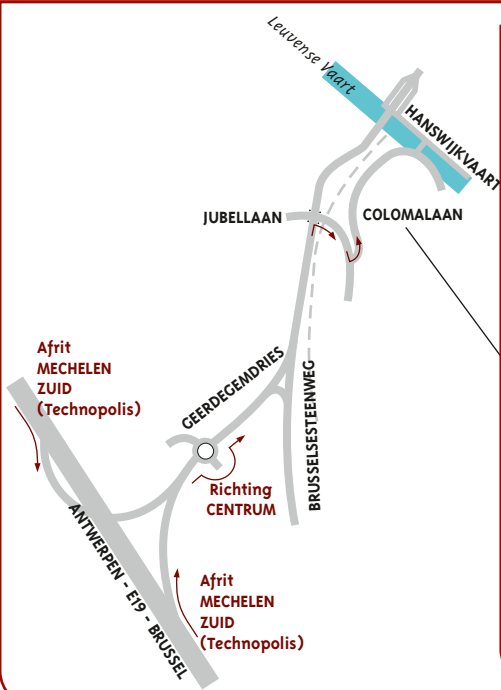 Leuvense Vaart
HANSWIJKVAART
JUBELLAAN
COLOMALAAN
Afrit
MECHELEN
ZUID
(Technopolis)
GEERDEGEMDRIES
BRUSSELSESTEENWEG
Richting
CENTRUM
ANTWERPEN - E19 - BRUSSEL
Afrit
MECHELEN
ZUID
(Technopolis)